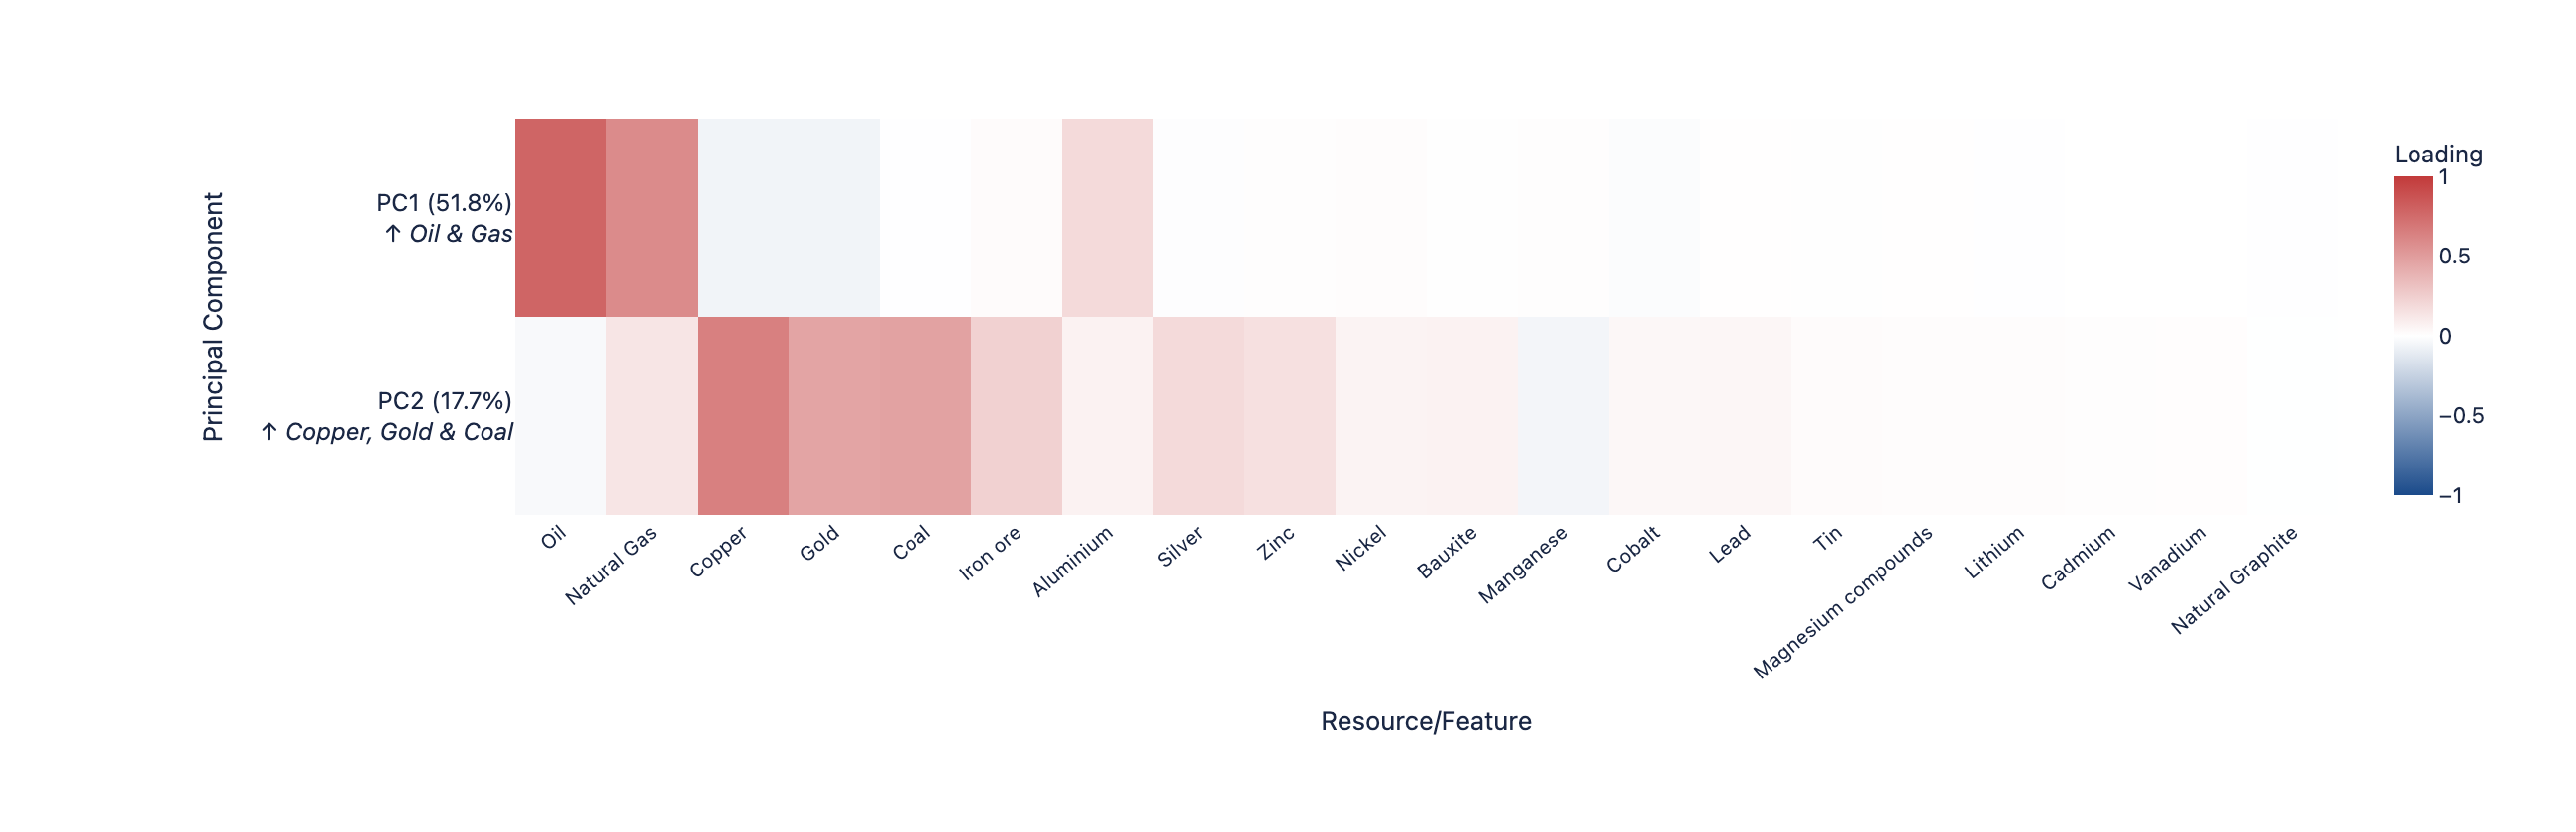 Principal Component
PC1 (51.8%)
↑ Oil & Gas
PC2 (17.7%)
↑ Copper, Gold & Coal
Oil
Natural Gas
Copper
Gold
Coal
Iron ore
Aluminium
Silver
Zinc
Nickel
Bauxite
Manganese
Cobalt
Lead
Tin
Magnesium compounds
Lithium
Cadmium
Vanadium
Natural Graphite
Resource/Feature
Loading
1
0.5
0
−0.5
−1